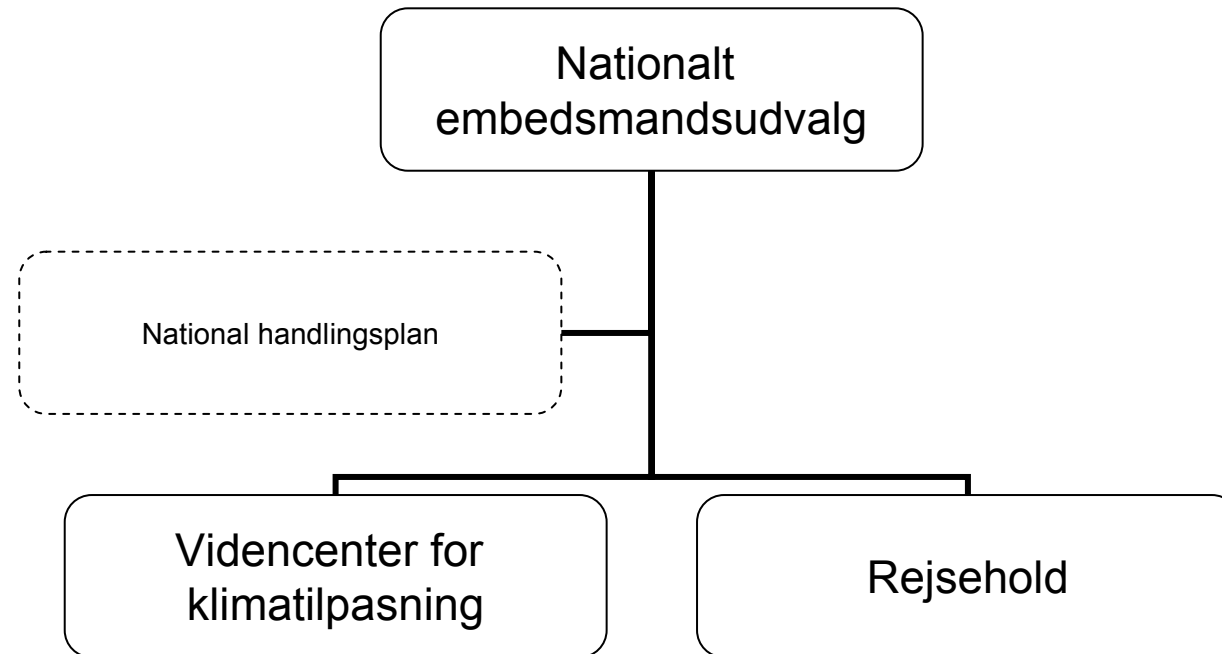 Nationalt
embedsmandsudvalg
National handlingsplan
Videncenter for
klimatilpasning
Rejsehold